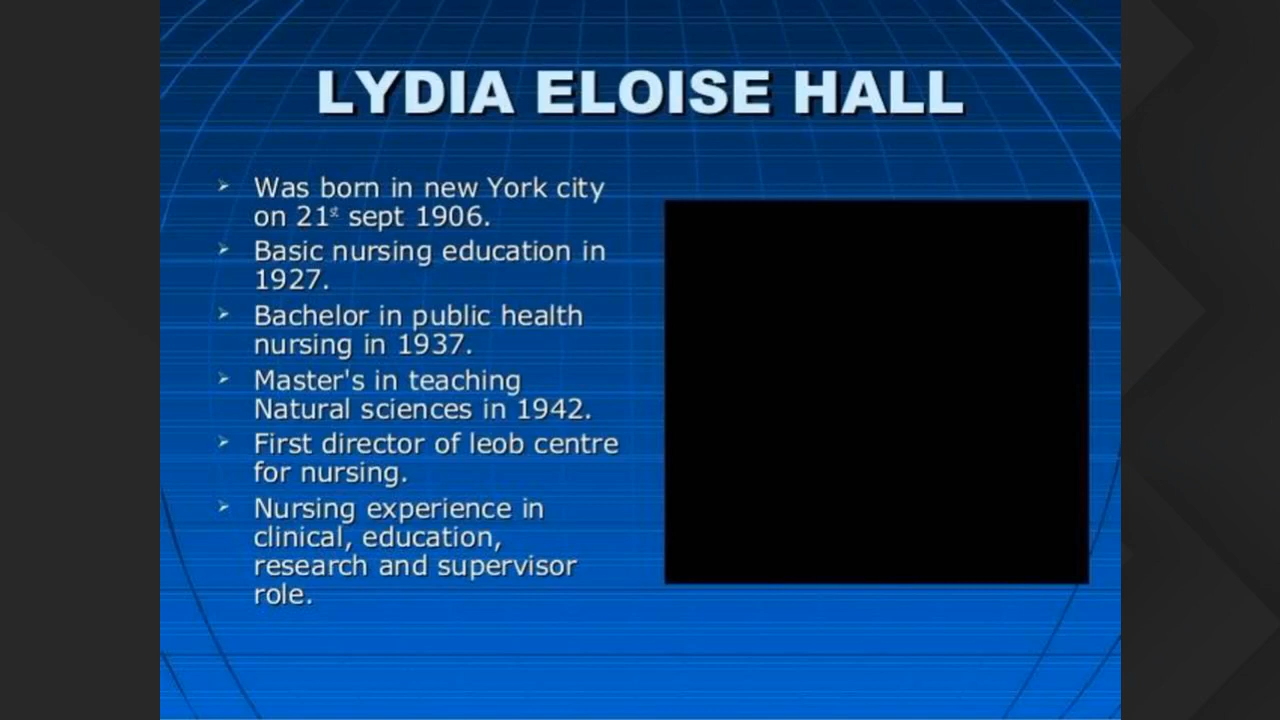 LYDIA ELOISE HALL
Was born in new York city
on 21st sept 1906.
Basic nursing education in
1927.
Bachelor in public health
nursing in 1937.
Master's in teaching
Natural sciences in 1942.
First director of leob centre
for nursing.
Nursing experience in
clinical, education,
research and supervisor
role.